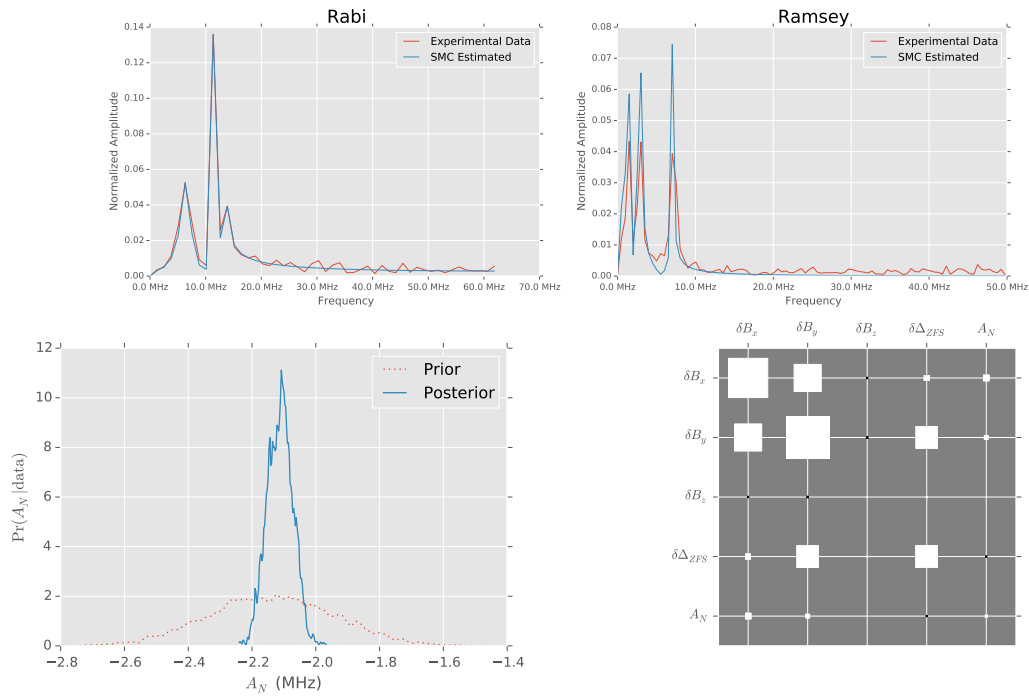 Rabi
0.14
0.12
0.10
0.08
0.06
0.04
0.02
0.00
Normalized Amplitude
Experimental Data
SMC Estimated
0.0 MHz 10.0 MHz 20.0 MHz 30.0 MHz 40.0 MHz 50.0 MHz 60.0 MHz 70.0 MHz
Frequency
Ramsey
0.08
0.07
0.06
0.05
0.04
0.03
0.02
0.01
0.00
Normalized Amplitude
Experimental Data
SMC Estimated
0.0 MHz 10.0 MHz 20.0 MHz 30.0 MHz 40.0 MHz 50.0 MHz
Frequency
12
10
8
6
4
2
0
Pr(A_N|data)
Prior
Posterior
−2.8 −2.6 −2.4 −2.2 −2.0 −1.8 −1.6 −1.4
A_N (MHz)
δB_x δB_y δB_z δΔ_ZFS A_N
δB_x
δB_y
δB_z
δΔ_ZFS
A_N